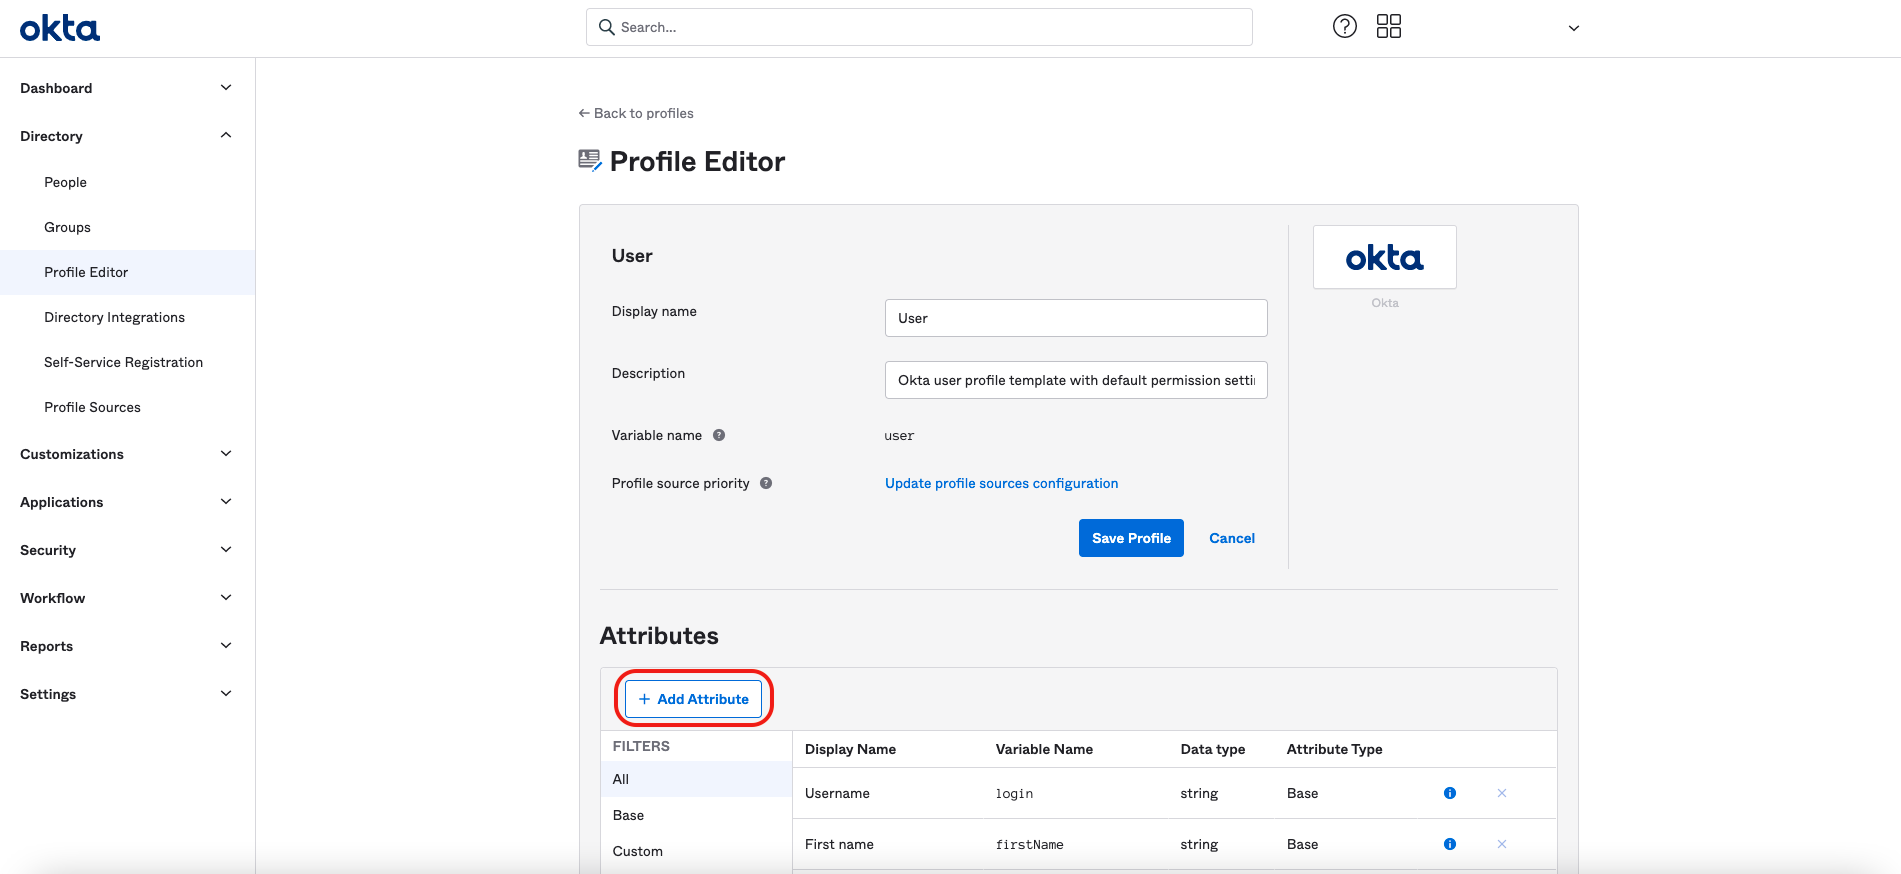 okta
Search...
Dashboard
Directory
People
Groups
Profile Editor
Directory Integrations
Self-Service Registration
Profile Sources
Customizations
Applications
Security
Workflow
Reports
Settings
← Back to profiles
Profile Editor
User
Display name
User
Description
Okta user profile template with default permission setti
Variable name
user
Profile source priority
Update profile sources configuration
Save Profile
Cancel
okta
Okta
Attributes
+ Add Attribute
FILTERS
All
Base
Custom
Display Name Variable Name Data type Attribute Type
Username login string Base
First name firstName string Base